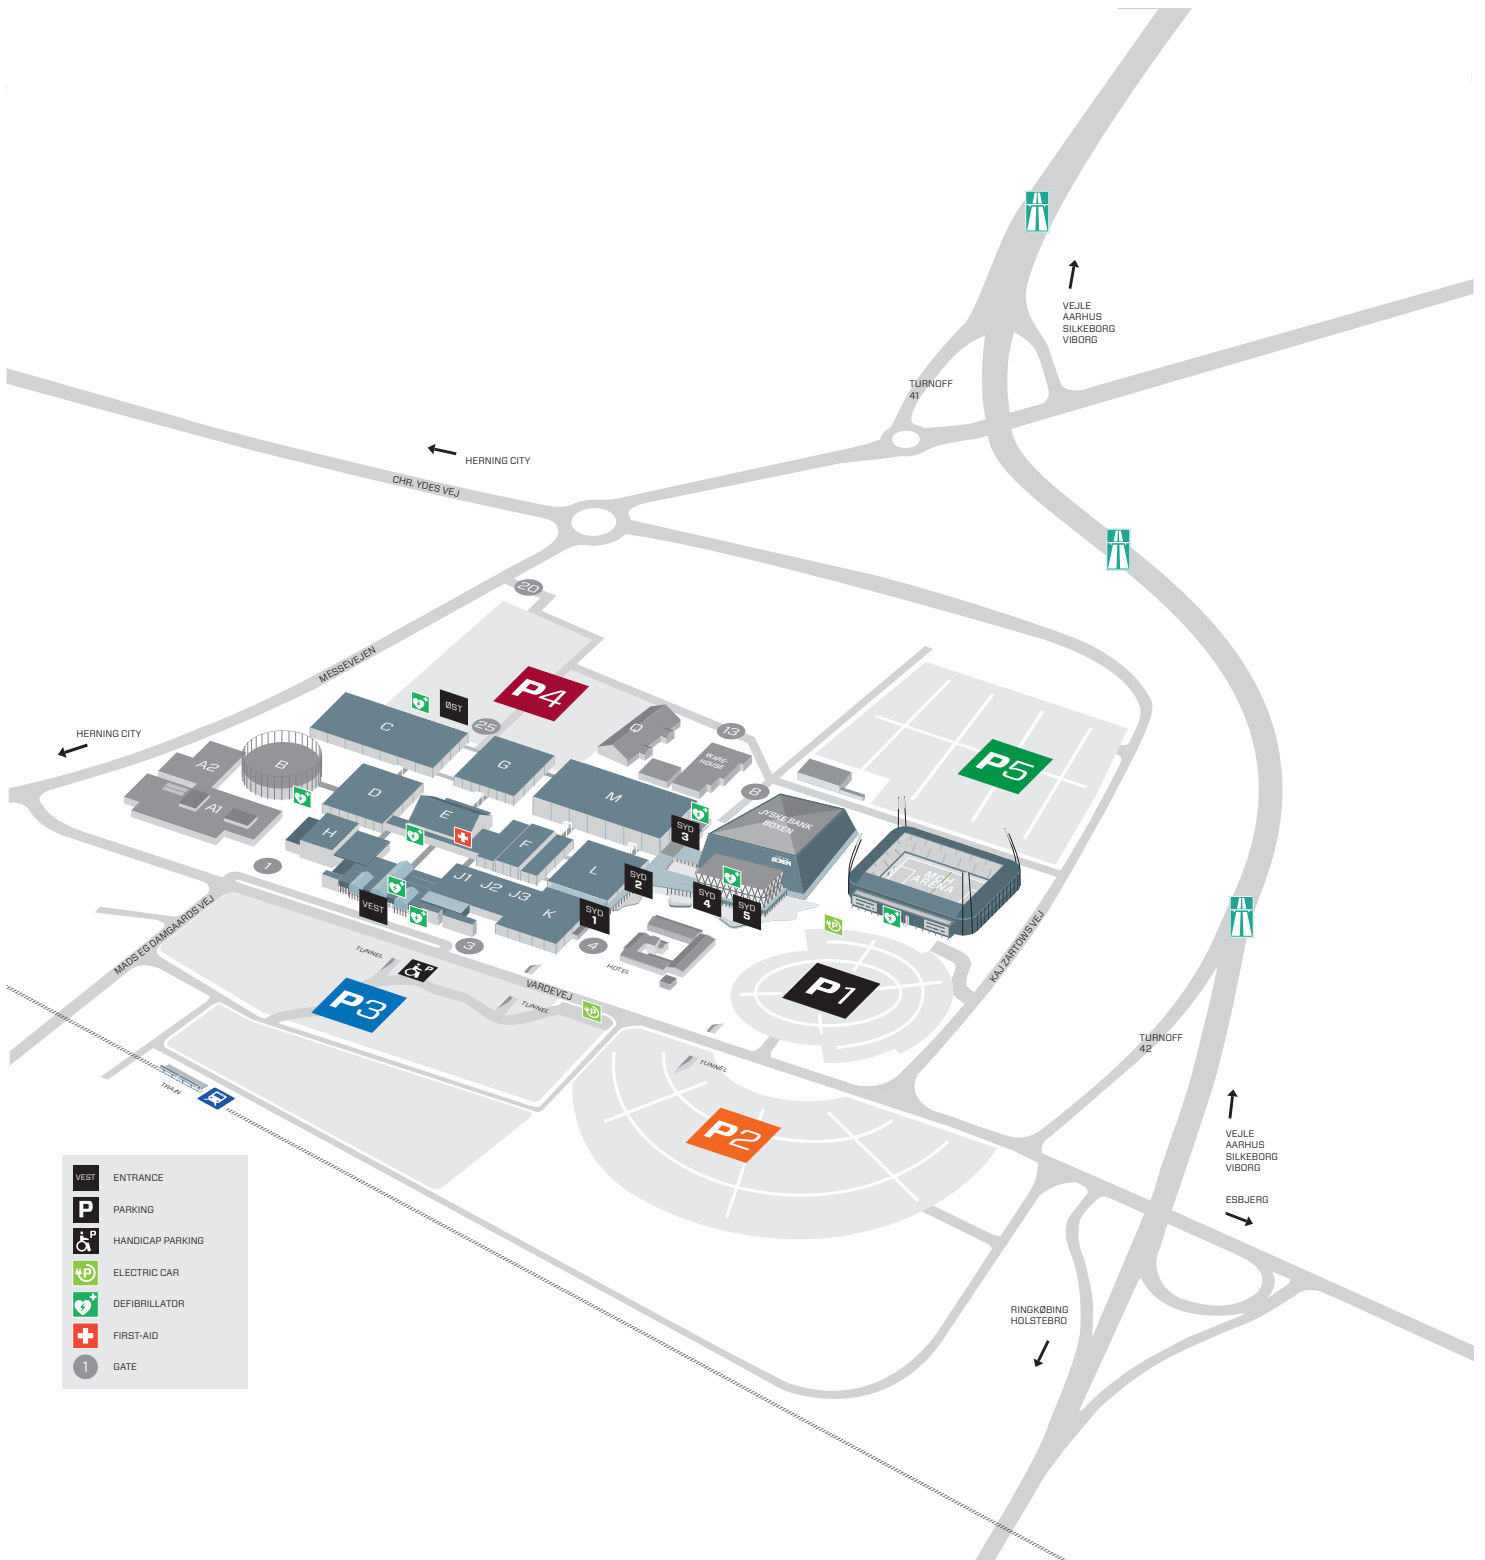 VEJLE
AARHUS
SILKEBORG
VIBORG
TURNOFF
41
HERNING CITY
CHR. YDES VEJ
20
MESSEVEJEN
P4
ØST
25
C
Q
13
HERNING CITY
WARE-
HOUSE
A2
B
G
P5
A1
D
M
8
E
JYSKE BANK
BOXEN
BOXEN
H
SYD
3
F
1
J1
J2
J3
L
SYD
2
MCH
ARENA
K
VEST
SYD
1
SYD
4
SYD
5
3
4
MADS EG DAMGAARDS VEJ
KAJ ZARTOWS VEJ
TUNNEL
P
HOTEL
VARDEVEJ
P1
P3
TUNNEL
P
TURNOFF
42
TUNNEL
TRAIN
P2
VEJLE
AARHUS
SILKEBORG
VIBORG
ESBJERG
VEST
ENTRANCE
P
PARKING
P
HANDICAP PARKING
P
ELECTRIC CAR
DEFIBRILLATOR
FIRST-AID
1
GATE
RINGKØBING
HOLSTEBRO